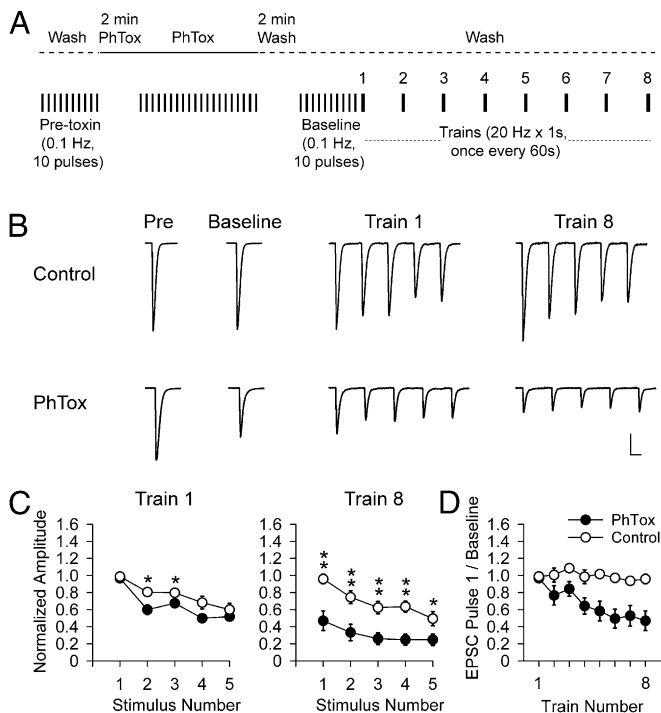 A
Wash
2 min
PhTox
PhTox
2 min
Wash
Wash
1 2 3 4 5 6 7 8
Pre-toxin
(0.1 Hz,
10 pulses)
Baseline
(0.1 Hz,
10 pulses)
Trains (20 Hz x 1s,
once every 60s)
B
Pre Baseline Train 1 Train 8
Control
PhTox
C
Train 1
Normalized Amplitude
1.6
1.4
1.2
1.0
0.8
0.6
0.4
0.2
0
* *
1 2 3 4 5
Stimulus Number
Train 8
1.6
1.4
1.2
1.0
0.8
0.6
0.4
0.2
0
** ** ** ** *
1 2 3 4 5
Stimulus Number
D
EPSC Pulse 1 / Baseline
PhTox
Control
1.6
1.4
1.2
1.0
0.8
0.6
0.4
0.2
0
1 8
Train Number